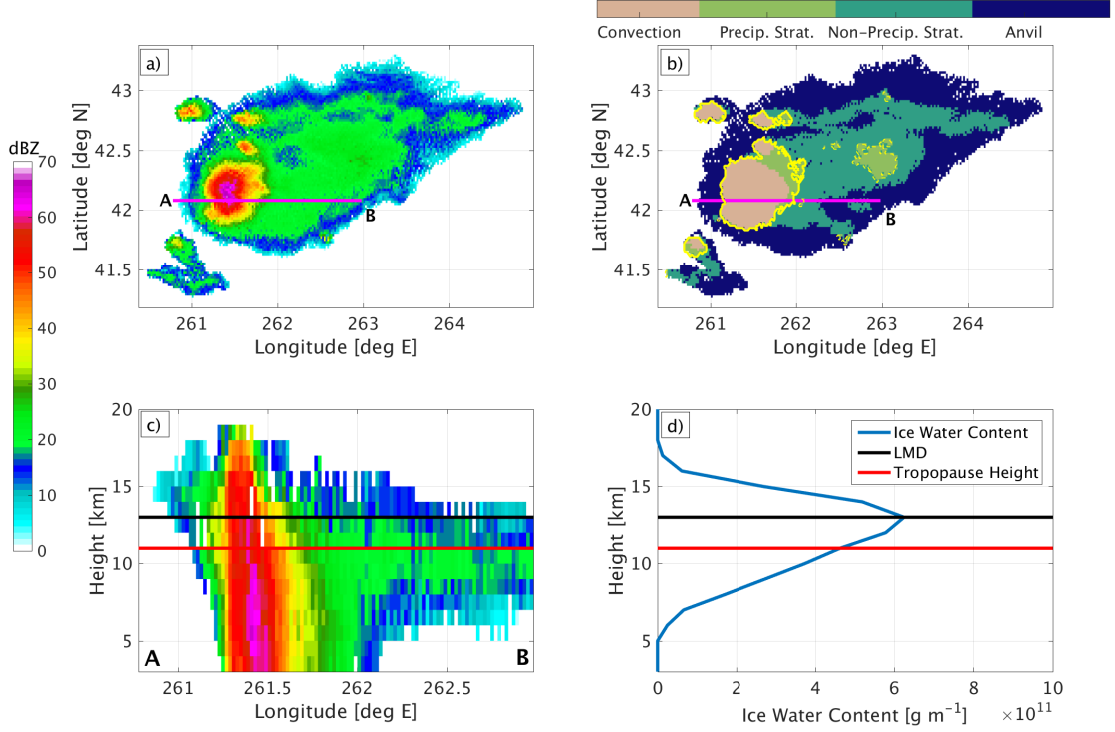 Convection Precip. Strat. Non-Precip. Strat. Anvil
a)
43
42.5
42
41.5
Latitude [deg N]
A
B
261 262 263 264
Longitude [deg E]
b)
43
42.5
42
41.5
Latitude [deg N]
A
B
261 262 263 264
Longitude [deg E]
dBZ
70
60
50
40
30
20
10
0
c)
20
15
10
5
Height [km]
A
B
261 261.5 262 262.5
Longitude [deg E]
d)
Ice Water Content
LMD
Tropopause Height
20
15
10
5
Height [km]
0 2 4 6 8 10
Ice Water Content [g m⁻¹] ×10¹¹